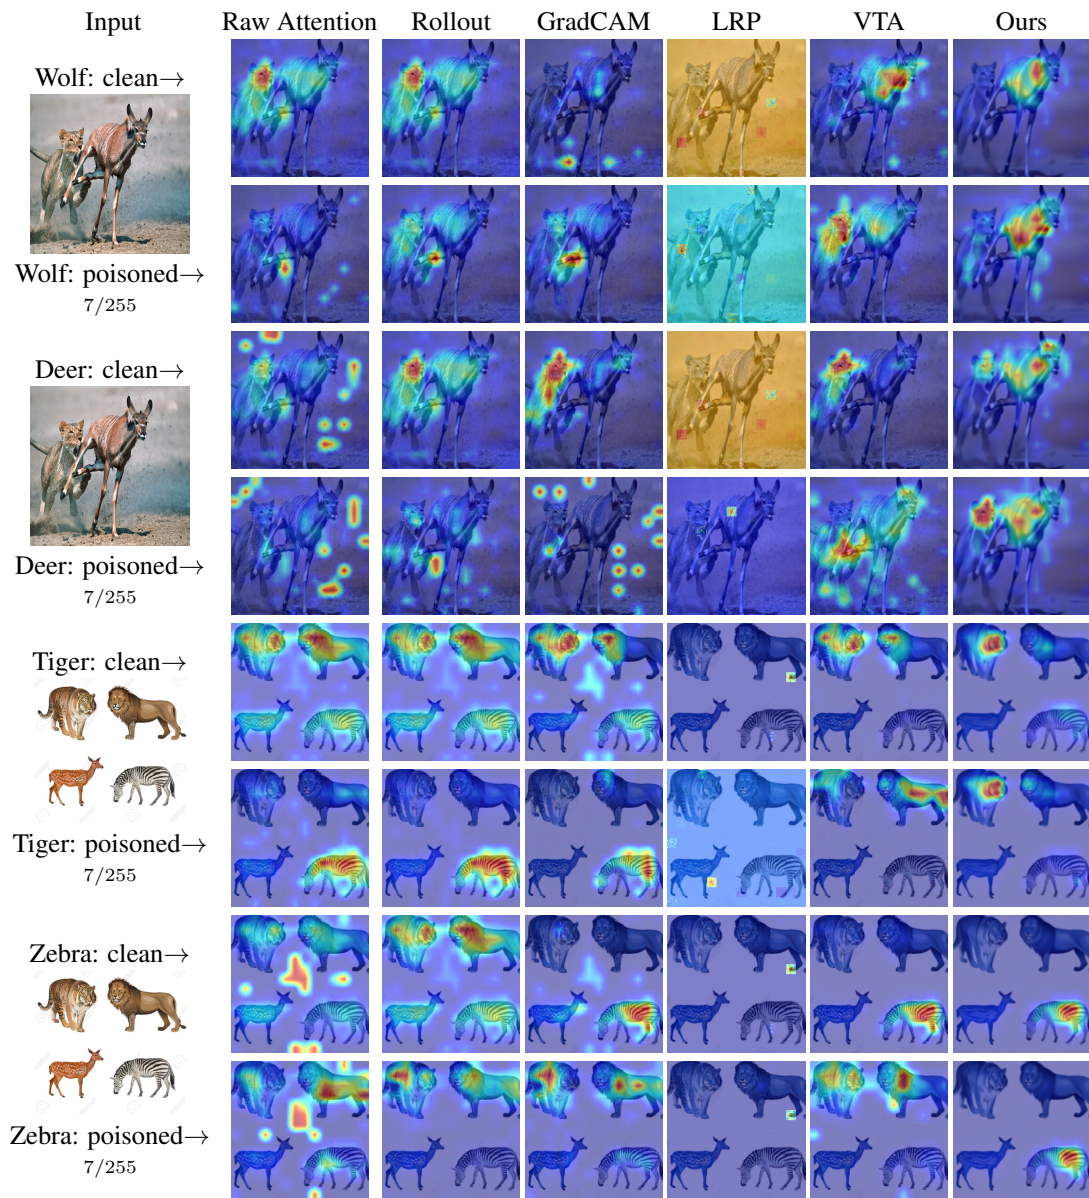 Input Raw Attention Rollout GradCAM LRP VTA Ours
Wolf: clean→
Wolf: poisoned→
7/255
Deer: clean→
Deer: poisoned→
7/255
Tiger: clean→
Tiger: poisoned→
7/255
Zebra: clean→
Zebra: poisoned→
7/255